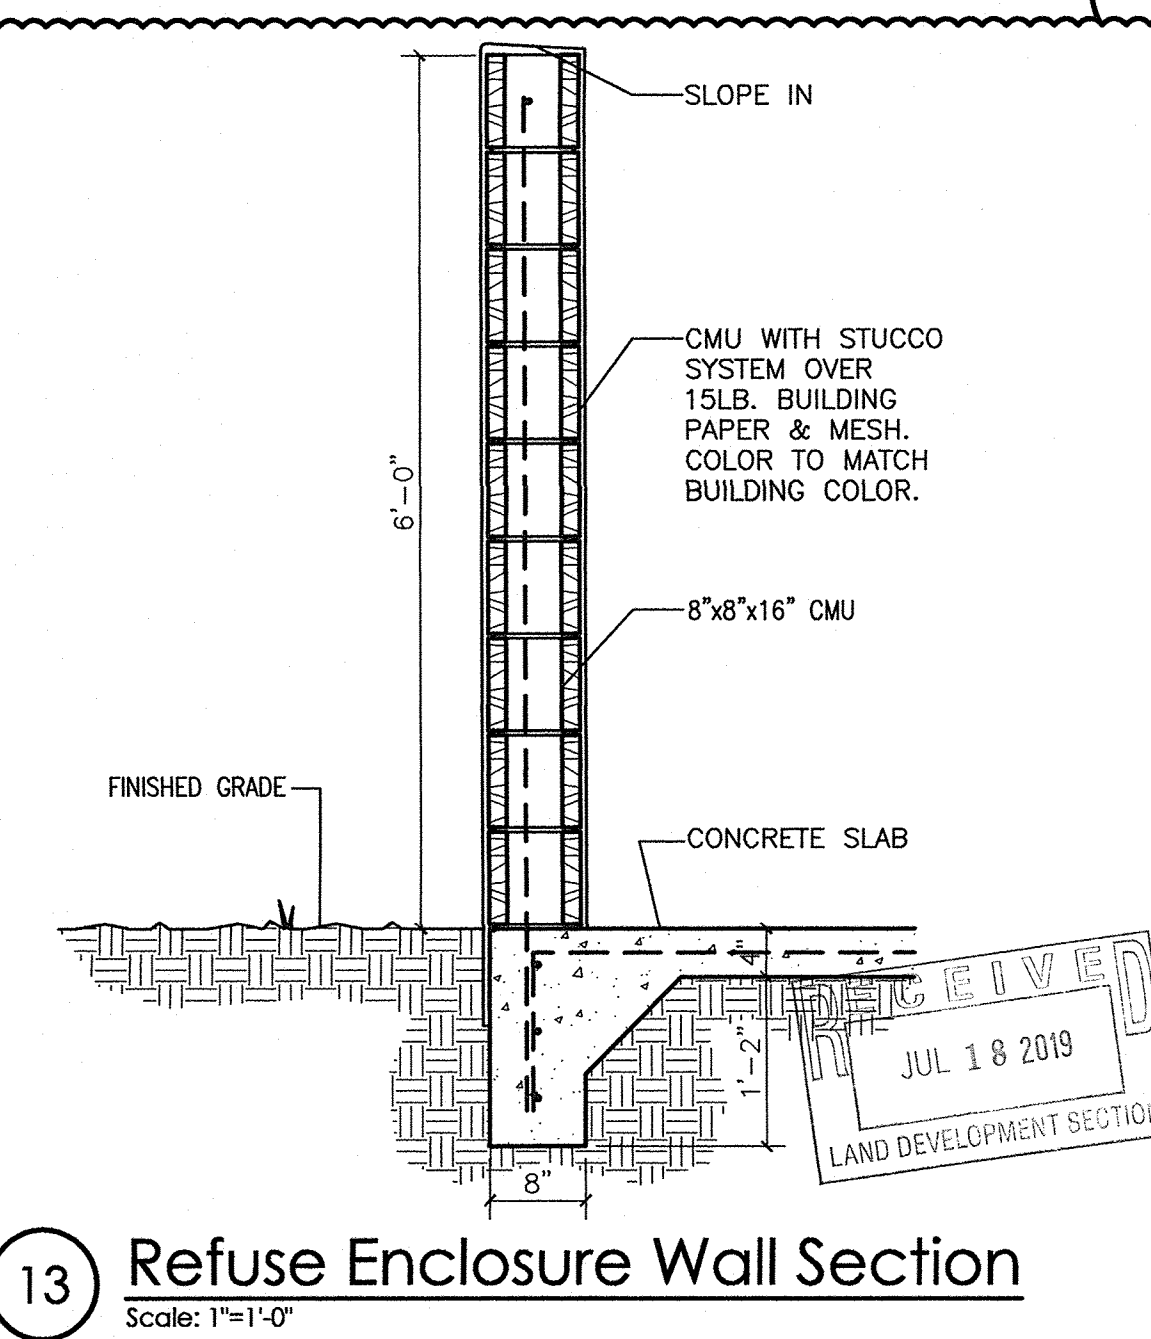 SLOPE IN
CMU WITH STUCCO
SYSTEM OVER
15LB. BUILDING
PAPER & MESH.
COLOR TO MATCH
BUILDING COLOR.
6'-0"
8"x8"x16" CMU
FINISHED GRADE
CONCRETE SLAB
4"
1'-2"
8"
RECEIVED
JUL 18 2019
LAND DEVELOPMENT SECTION
13
Refuse Enclosure Wall Section
Scale: 1"=1'-0"